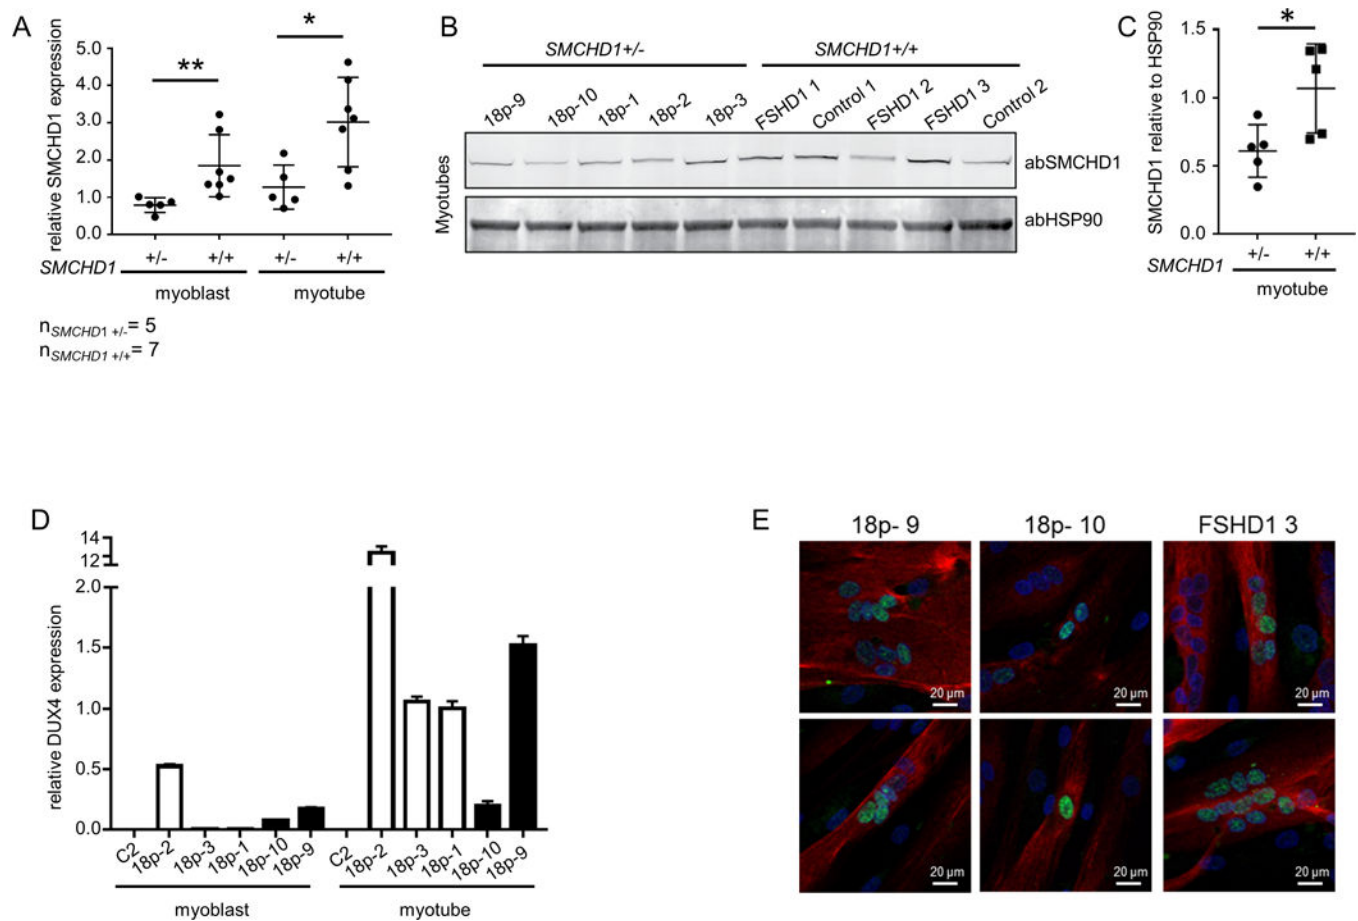 A
relative SMCHD1 expression
5.0
4.0
3.0
2.0
1.0
0.0
**
*
+/-
+/+
+/-
+/+
SMCHD1
myoblast
myotube
nSMCHD1 +/-= 5
nSMCHD1 +/+= 7
B
SMCHD1+/-
SMCHD1+/+
18p-9
18p-10
18p-1
18p-2
18p-3
FSHD1 1
Control 1
FSHD1 2
FSHD1 3
Control 2
Myotubes
abSMCHD1
abHSP90
C
SMCHD1 relative to HSP90
1.5
1.0
0.5
0.0
*
+/-
+/+
SMCHD1
myotube
D
relative DUX4 expression
14
12
2.0
1.5
1.0
0.5
0.0
C2
18p-2
18p-3
18p-1
18p-10
18p-9
C2
18p-2
18p-3
18p-1
18p-10
18p-9
myoblast
myotube
E
18p- 9
18p- 10
FSHD1 3
20 µm
20 µm
20 µm
20 µm
20 µm
20 µm